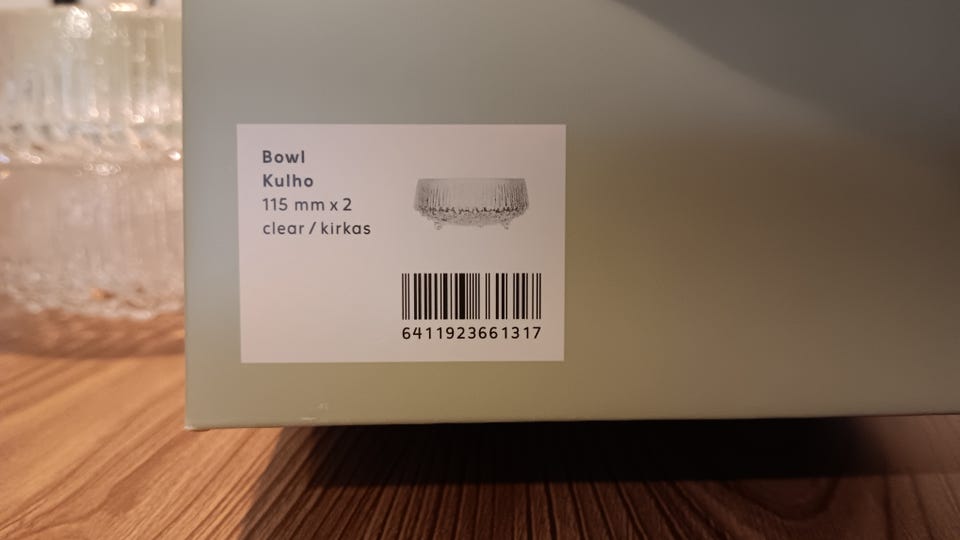 Bowl
Kulho
115 mm x 2
clear / kirkas
6411923661317